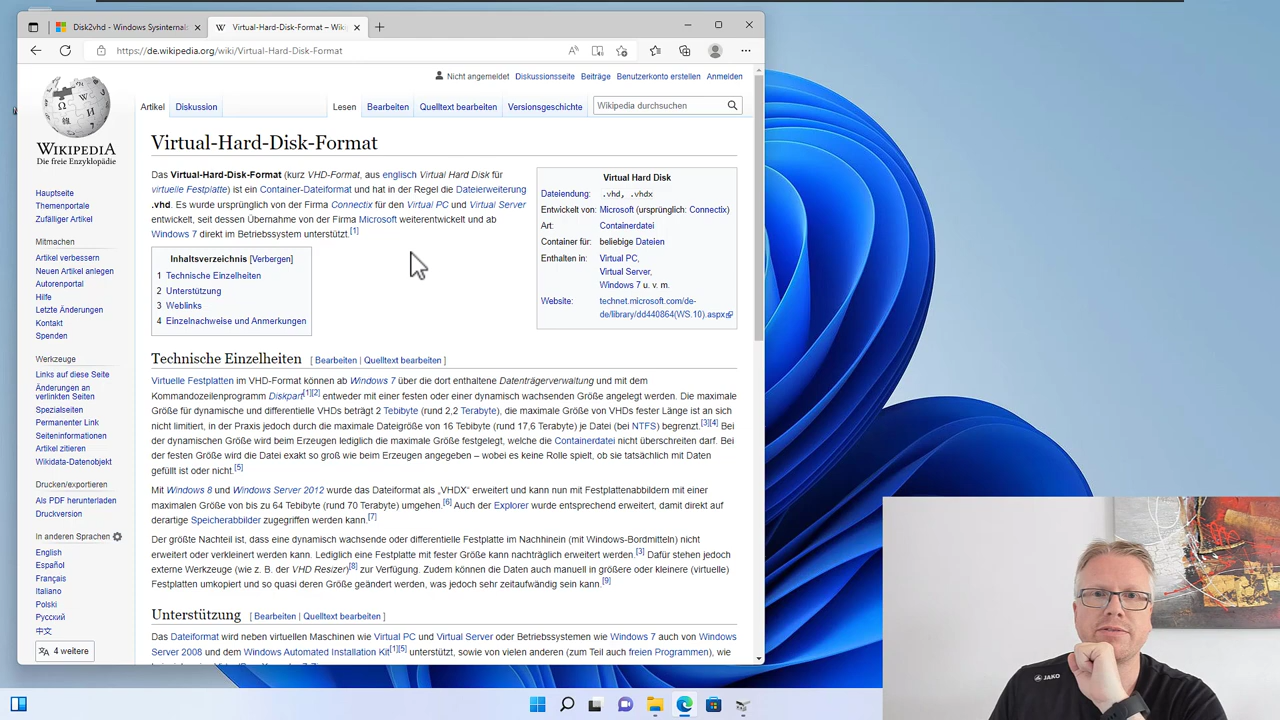 Disk2vhd - Windows Sysinternals
Virtual-Hard-Disk-Format – Wiki
https://de.wikipedia.org/wiki/Virtual-Hard-Disk-Format
Nicht angemeldet Diskussionsseite Beiträge Benutzerkonto erstellen Anmelden
Artikel Diskussion Lesen Bearbeiten Quelltext bearbeiten Versionsgeschichte Wikipedia durchsuchen
WIKIPEDIA
Die freie Enzyklopädie
Hauptseite
Themenportale
Zufälliger Artikel
Mitmachen
Artikel verbessern
Neuen Artikel anlegen
Autorenportal
Hilfe
Letzte Änderungen
Kontakt
Spenden
Werkzeuge
Links auf diese Seite
Änderungen an
verlinkten Seiten
Spezialseiten
Permanenter Link
Seiteninformationen
Artikel zitieren
Wikidata-Datenobjekt
Drucken/exportieren
Als PDF herunterladen
Druckversion
In anderen Sprachen
English
Español
Français
Italiano
Polski
Русский
中文
4 weitere
Virtual-Hard-Disk-Format
Das Virtual-Hard-Disk-Format (kurz VHD-Format, aus englisch Virtual Hard Disk für
virtuelle Festplatte) ist ein Container-Dateiformat und hat in der Regel die Dateierweiterung
.vhd. Es wurde ursprünglich von der Firma Connectix für den Virtual PC und Virtual Server
entwickelt, seit dessen Übernahme von der Firma Microsoft weiterentwickelt und ab
Windows 7 direkt im Betriebssystem unterstützt.[1]
Virtual Hard Disk
Dateiendung: .vhd, .vhdx
Entwickelt von: Microsoft (ursprünglich: Connectix)
Art: Containerdatei
Container für: beliebige Dateien
Enthalten in: Virtual PC,
Virtual Server,
Windows 7 u. v. m.
Website: technet.microsoft.com/de-
de/library/dd440864(WS.10).aspx
Inhaltsverzeichnis [Verbergen]
1 Technische Einzelheiten
2 Unterstützung
3 Weblinks
4 Einzelnachweise und Anmerkungen
Technische Einzelheiten [ Bearbeiten | Quelltext bearbeiten ]
Virtuelle Festplatten im VHD-Format können ab Windows 7 über die dort enthaltene Datenträgerverwaltung und mit dem
Kommandozeilenprogramm Diskpart[1][2] entweder mit einer festen oder einer dynamisch wachsenden Größe angelegt werden. Die maximale
Größe für dynamische und differentielle VHDs beträgt 2 Tebibyte (rund 2,2 Terabyte), die maximale Größe von VHDs fester Länge ist an sich
nicht limitiert, in der Praxis jedoch durch die maximale Dateigröße von 16 Tebibyte (rund 17,6 Terabyte) je Datei (bei NTFS) begrenzt.[3][4] Bei
der dynamischen Größe wird beim Erzeugen lediglich die maximale Größe festgelegt, welche die Containerdatei nicht überschreiten darf. Bei
der festen Größe wird die Datei exakt so groß wie beim Erzeugen angegeben – wobei es keine Rolle spielt, ob sie tatsächlich mit Daten
gefüllt ist oder nicht.[5]
Mit Windows 8 und Windows Server 2012 wurde das Dateiformat als „VHDX“ erweitert und kann nun mit Festplattenabbildern mit einer
maximalen Größe von bis zu 64 Tebibyte (rund 70 Terabyte) umgehen.[6] Auch der Explorer wurde entsprechend erweitert, damit direkt auf
derartige Speicherabbilder zugegriffen werden kann.[7]
Der größte Nachteil ist, dass eine dynamisch wachsende oder differentielle Festplatte im Nachhinein (mit Windows-Bordmitteln) nicht
erweitert oder verkleinert werden kann. Lediglich eine Festplatte mit fester Größe kann nachträglich erweitert werden.[3] Dafür stehen jedoch
externe Werkzeuge (wie z. B. der VHD Resizer)[8] zur Verfügung. Zudem können die Daten auch manuell in größere oder kleinere (virtuelle)
Festplatten umkopiert und so quasi deren Größe geändert werden, was jedoch sehr zeitaufwändig sein kann.[9]
Unterstützung [ Bearbeiten | Quelltext bearbeiten ]
Das Dateiformat wird neben virtuellen Maschinen wie Virtual PC und Virtual Server oder Betriebssystemen wie Windows 7 auch von Windows
Server 2008 und dem Windows Automated Installation Kit[1][5] unterstützt, sowie von vielen anderen (zum Teil auch freien Programmen), wie
JAKO